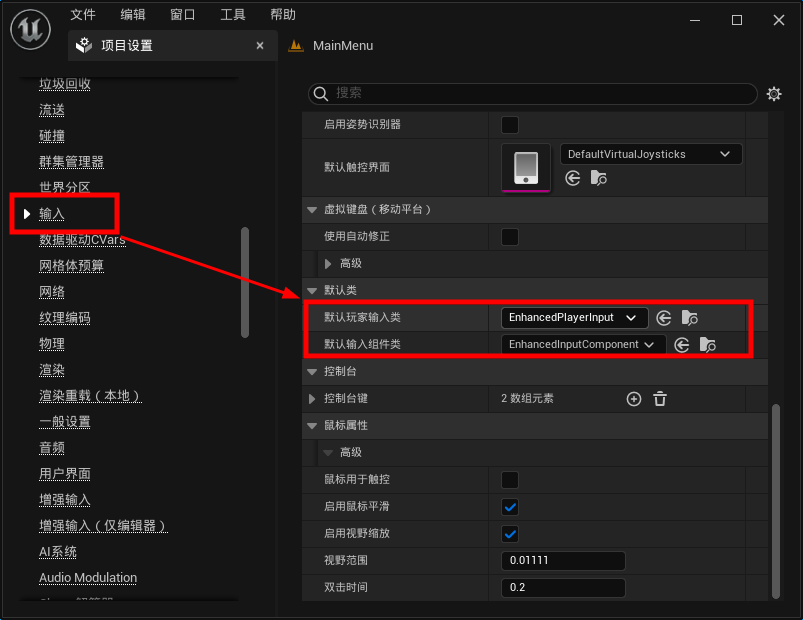 文件 编辑 窗口 工具 帮助
项目设置
MainMenu
垃圾回收
流送
碰撞
群集管理器
世界分区
输入
数据驱动CVars
网格体预算
网络
纹理编码
物理
渲染
渲染重载（本地）
一般设置
音频
用户界面
增强输入
增强输入（仅编辑器）
AI系统
Audio Modulation
搜索
启用姿势识别器
默认触控界面 DefaultVirtualJoysticks
虚拟键盘（移动平台）
使用自动修正
高级
默认类
默认玩家输入类 EnhancedPlayerInput
默认输入组件类 EnhancedInputComponent
控制台
控制台键 2 数组元素
鼠标属性
高级
鼠标用于触控
启用鼠标平滑
启用视野缩放
视野范围 0.01111
双击时间 0.2